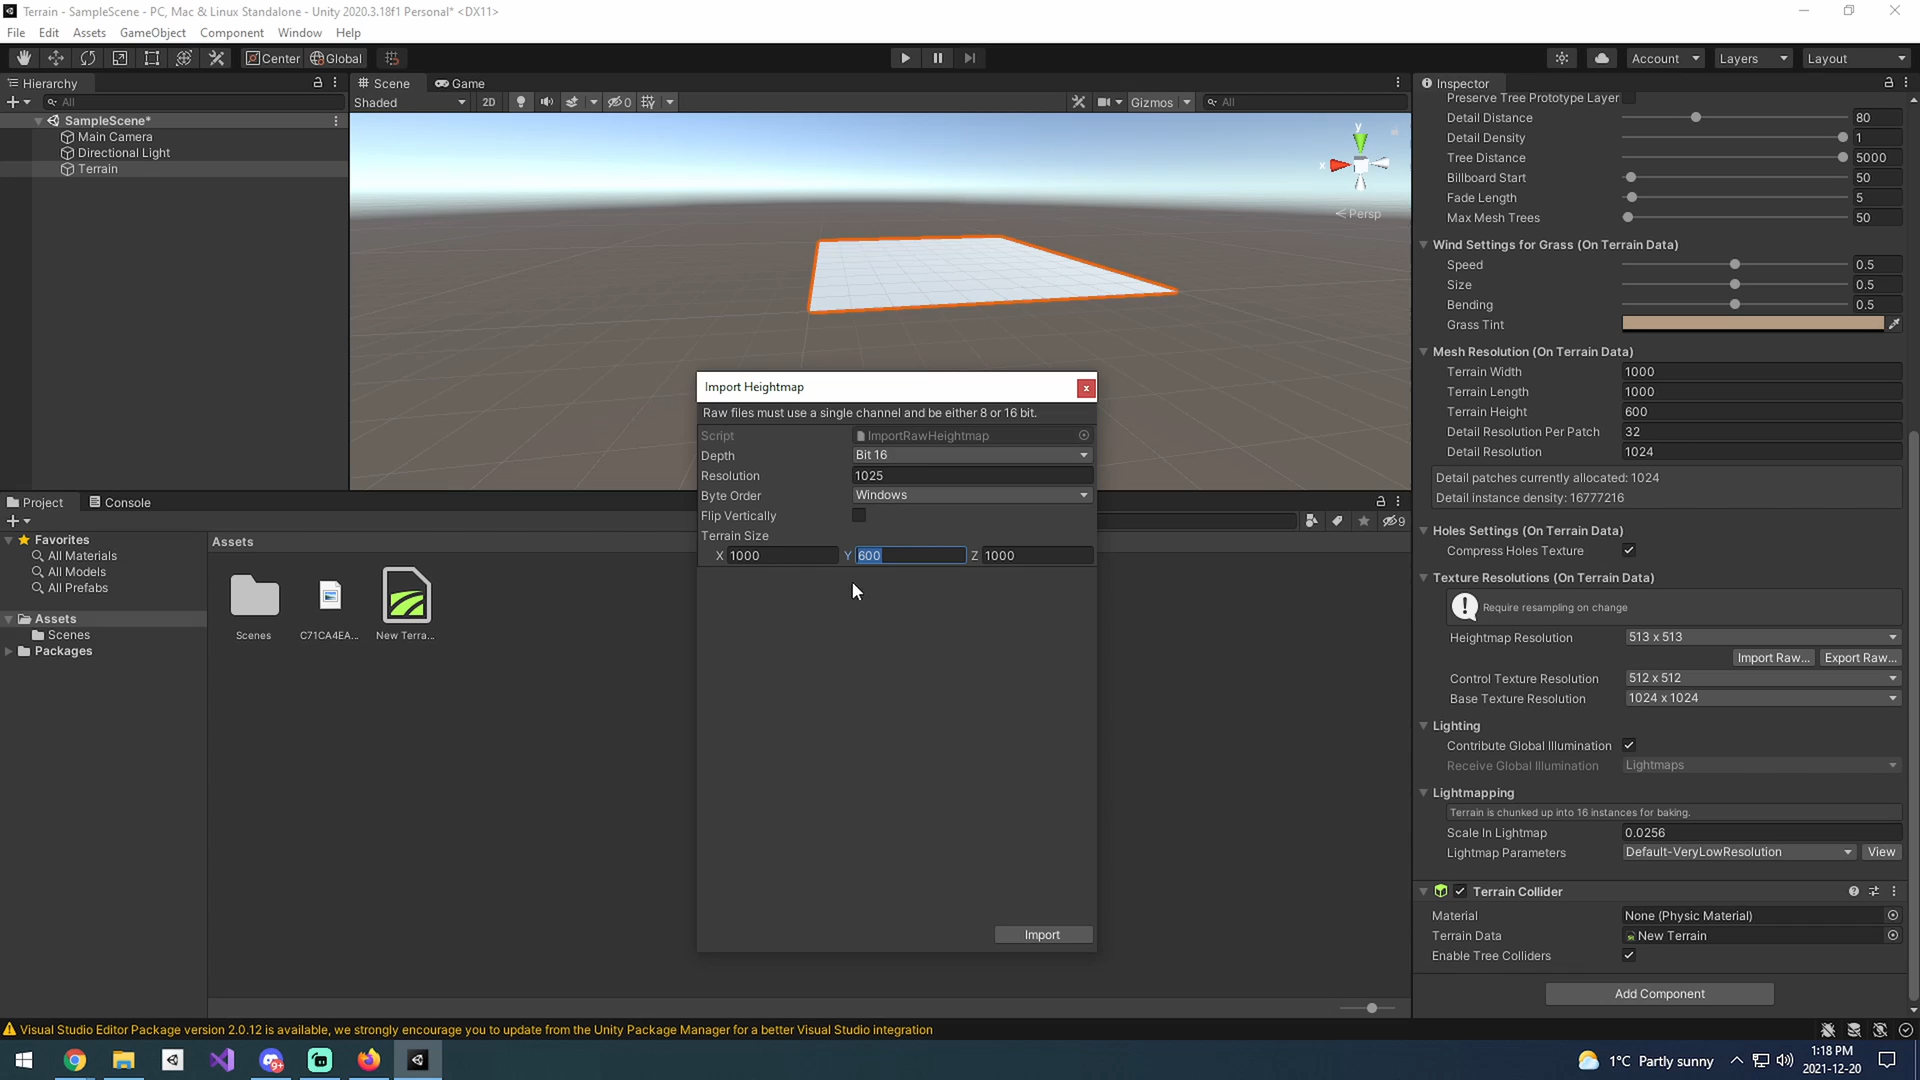 Terrain - SampleScene - PC, Mac & Linux Standalone - Unity 2020.3.18f1 Personal* <DX11>
File Edit Assets GameObject Component Window Help
Center Global
Account Layers Layout
Hierarchy
All
SampleScene*
Main Camera
Directional Light
Terrain
Scene Game
Shaded 2D 0 Gizmos All
y
x
Persp
Inspector
Preserve Tree Prototype Layer
Detail Distance 80
Detail Density 1
Tree Distance 5000
Billboard Start 50
Fade Length 5
Max Mesh Trees 50
Wind Settings for Grass (On Terrain Data)
Speed 0.5
Size 0.5
Bending 0.5
Grass Tint
Mesh Resolution (On Terrain Data)
Terrain Width 1000
Terrain Length 1000
Terrain Height 600
Detail Resolution Per Patch 32
Detail Resolution 1024
Detail patches currently allocated: 1024
Detail instance density: 16777216
Holes Settings (On Terrain Data)
Compress Holes Texture
Texture Resolutions (On Terrain Data)
Require resampling on change
Heightmap Resolution 513 x 513
Import Raw... Export Raw...
Control Texture Resolution 512 x 512
Base Texture Resolution 1024 x 1024
Lighting
Contribute Global Illumination
Receive Global Illumination Lightmaps
Lightmapping
Terrain is chunked up into 16 instances for baking.
Scale In Lightmap 0.0256
Lightmap Parameters Default-VeryLowResolution View
Terrain Collider
Material None (Physic Material)
Terrain Data New Terrain
Enable Tree Colliders
Add Component
Import Heightmap x
Raw files must use a single channel and be either 8 or 16 bit.
Script ImportRawHeightmap
Depth Bit 16
Resolution 1025
Byte Order Windows
Flip Vertically
Terrain Size
X 1000 Y 600 Z 1000
Import
Project Console
9
Favorites
All Materials
All Models
All Prefabs
Assets
Scenes
Packages
Assets
Scenes C71CA4EA... New Terra...
Visual Studio Editor Package version 2.0.12 is available, we strongly encourage you to update from the Unity Package Manager for a better Visual Studio integration
9+
1°C Partly sunny
1:18 PM
2021-12-20